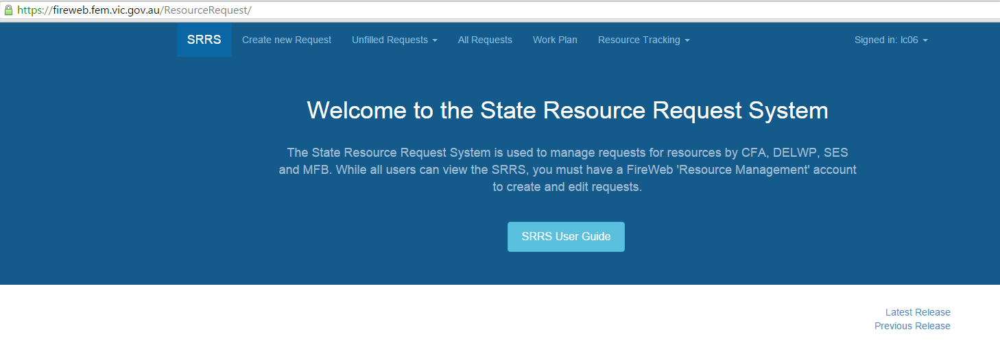 https://fireweb.fem.vic.gov.au/ResourceRequest/
SRRS Create new Request Unfilled Requests All Requests Work Plan Resource Tracking Signed in: lc06
Welcome to the State Resource Request System
The State Resource Request System is used to manage requests for resources by CFA, DELWP, SES
and MFB. While all users can view the SRRS, you must have a FireWeb 'Resource Management' account
to create and edit requests.
SRRS User Guide
Latest Release
Previous Release